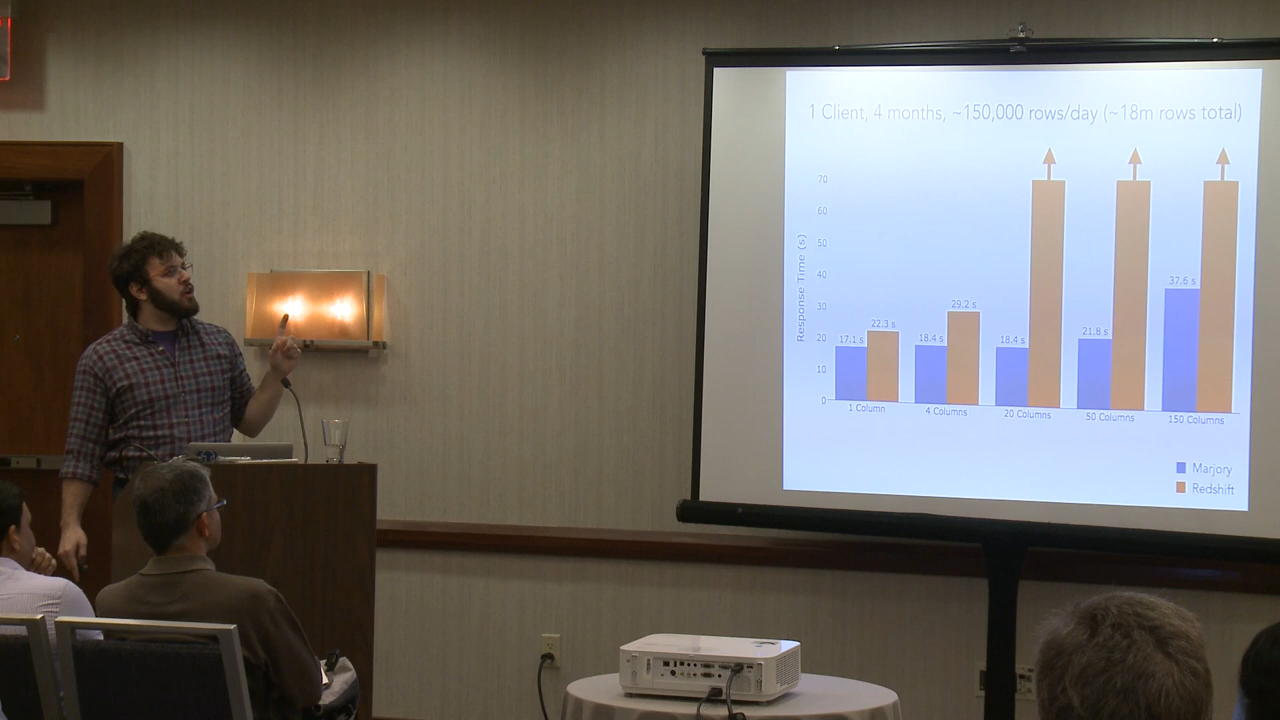 1 Client, 4 months, ~150,000 rows/day (~18m rows total)
70
60
50
40
30
20
10
0
Response Time (s)
17.1 s
22.3 s
18.4 s
29.2 s
18.4 s
21.8 s
37.6 s
1 Column
4 Columns
20 Columns
50 Columns
150 Columns
Marjory
Redshift